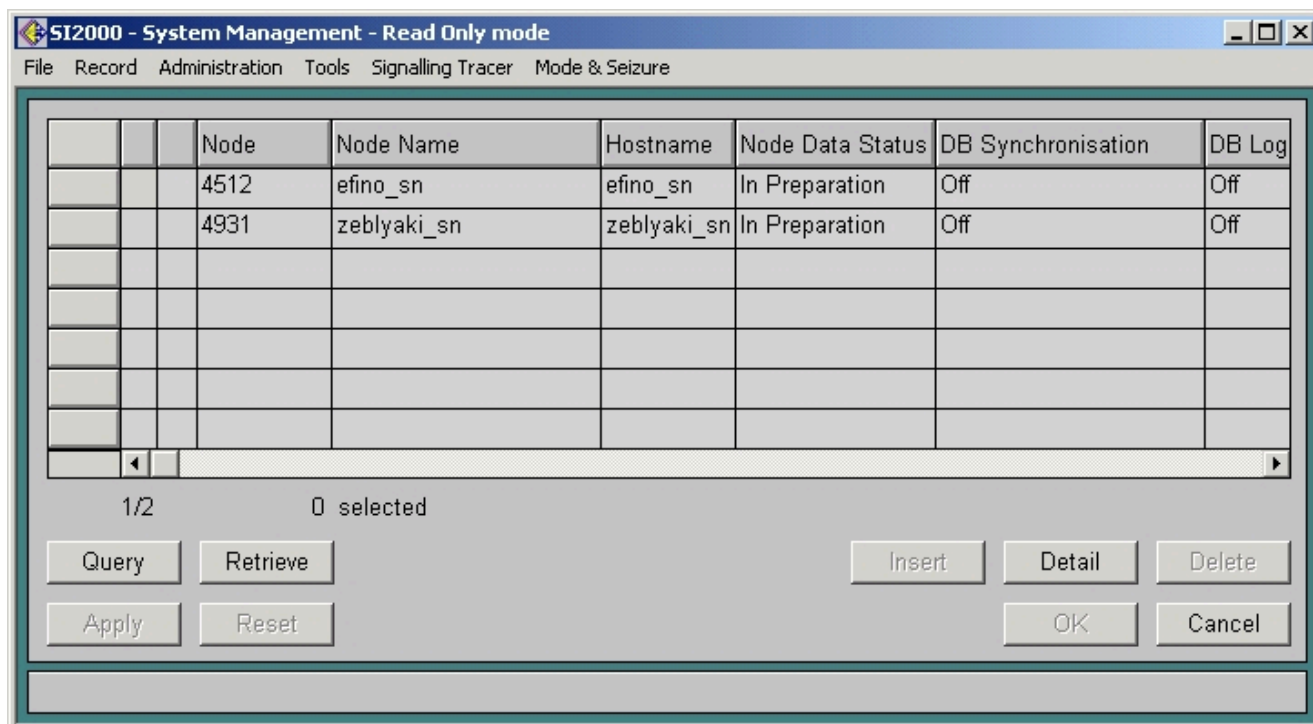 SI2000 - System Management - Read Only mode
File Record Administration Tools Signalling Tracer Mode & Seizure
Node Node Name Hostname Node Data Status DB Synchronisation DB Log
4512 efino_sn efino_sn In Preparation Off Off
4931 zeblyaki_sn zeblyaki_sn In Preparation Off Off
1/2 0 selected
Query Retrieve Insert Detail Delete
Apply Reset OK Cancel